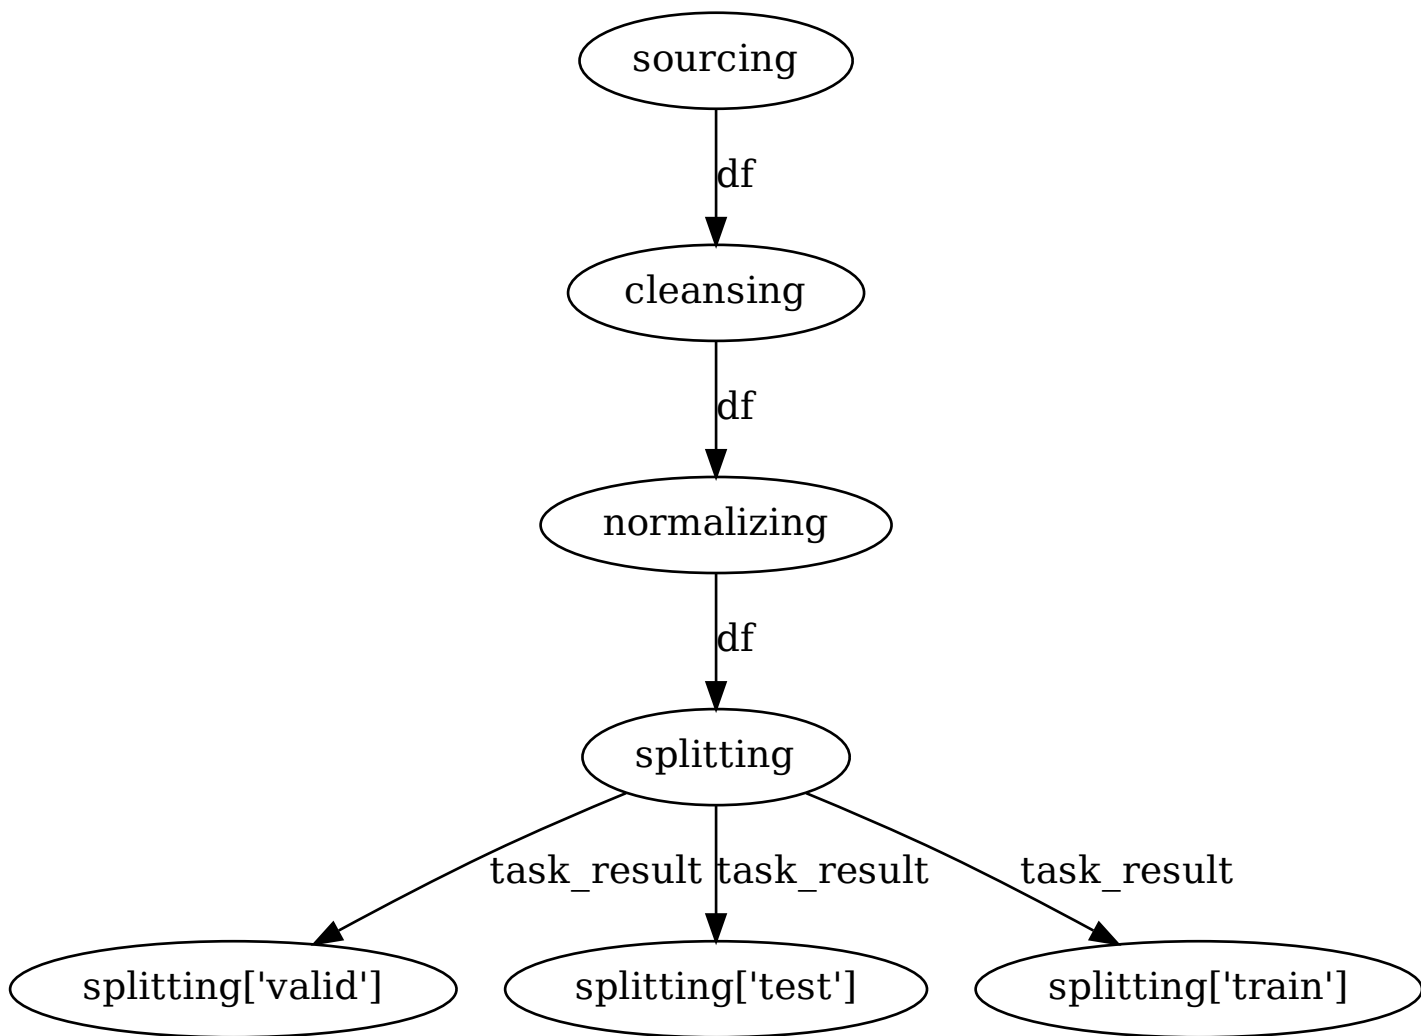 sourcing
df
cleansing
df
normalizing
df
splitting
task_result task_result task_result
splitting['valid'] splitting['test'] splitting['train']